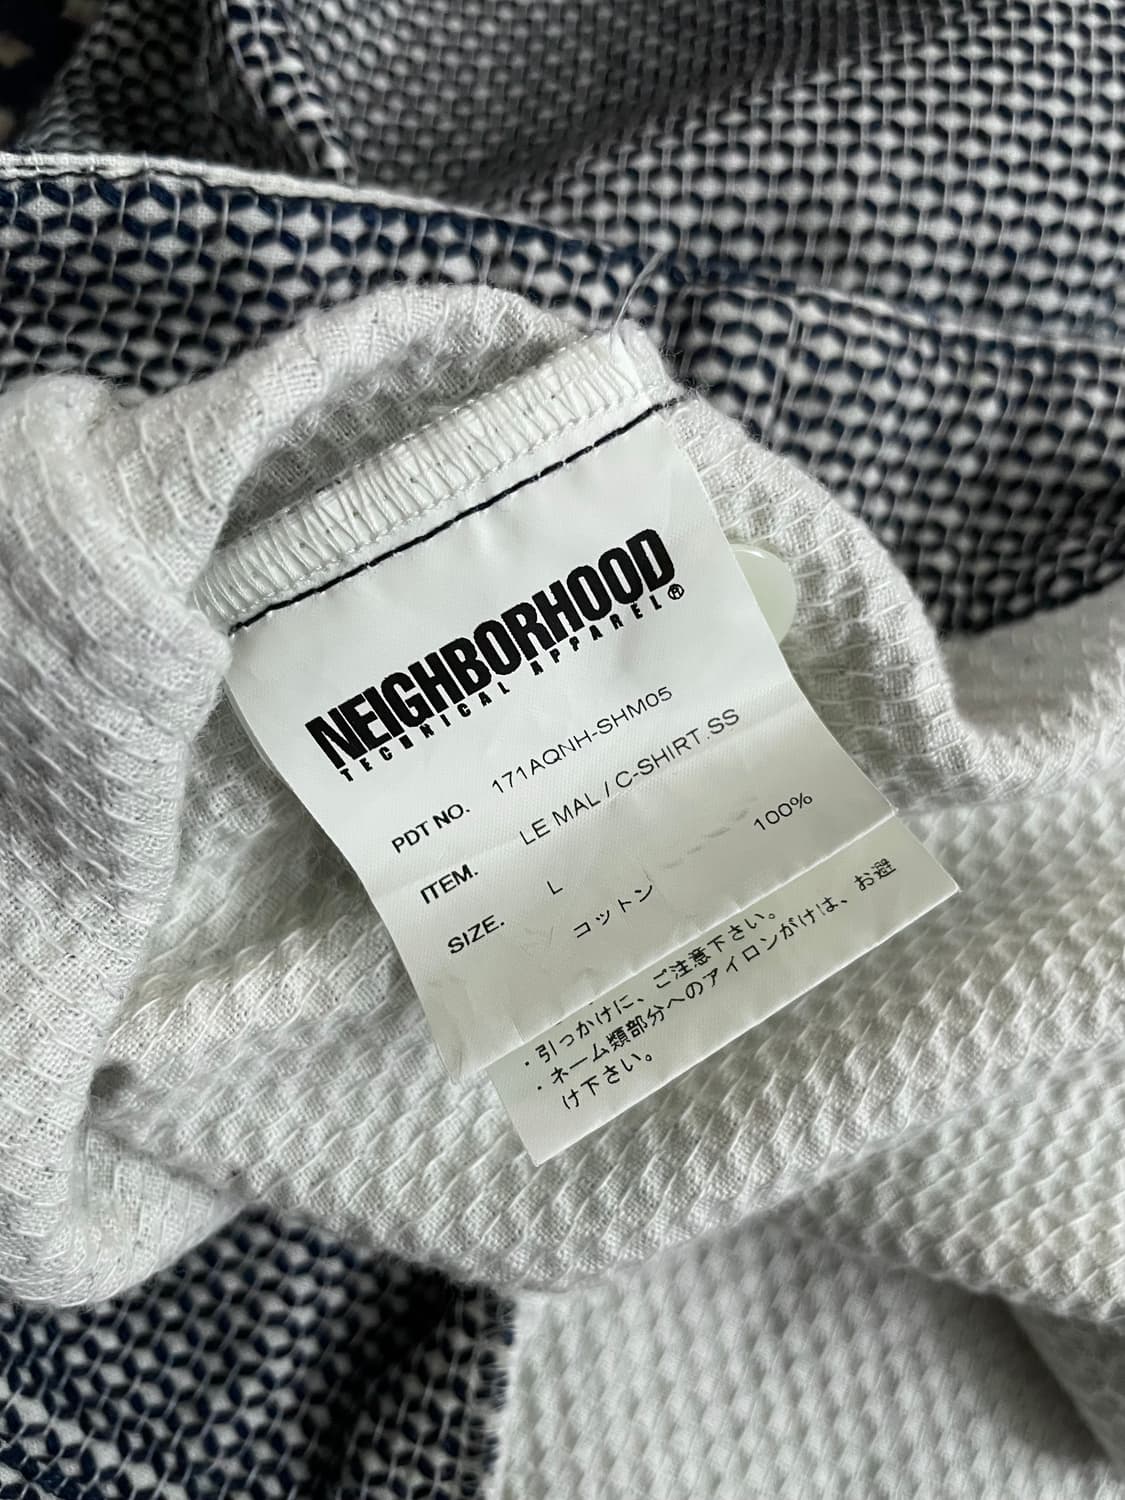 NEIGHBORHOOD®
TECHNICAL APPAREL
PDT NO. 171AQNH-SHM05
ITEM. LE MAL / C-SHIRT.SS
SIZE. L
コットン 100%
ご注意下さい。
・引っかけに、
・ネーム類部分へのアイロンがけは、お避
け下さい。